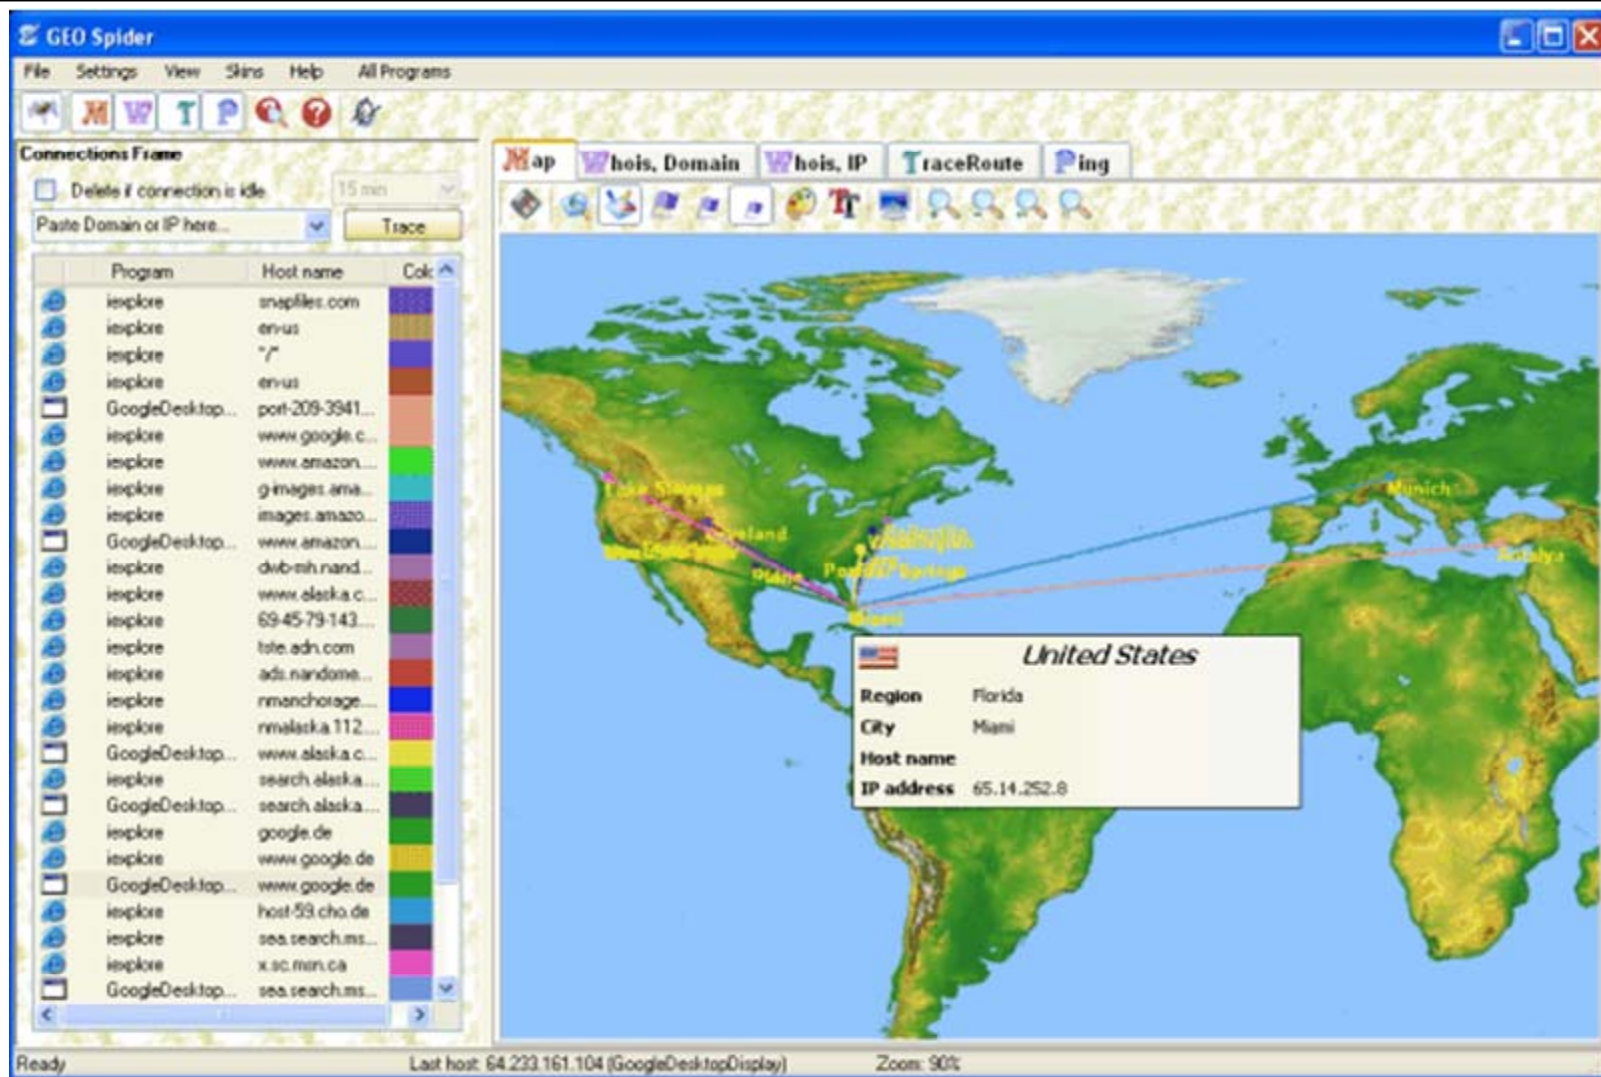 GEO Spider
File Settings View Skins Help All Programs
M W T P
Connections Frame
Delete if connection is idle 15 min
Paste Domain or IP here... Trace
Program Host name Colc
iexplore snapfiles.com
iexplore en-us
iexplore "/"
iexplore en-us
GoogleDesktop... port-209-3941...
iexplore www.google.c...
iexplore www.amazon....
iexplore g-images.ama...
iexplore images.amazo...
GoogleDesktop... www.amazon....
iexplore dwb-mh.nand...
iexplore www.alaska.c...
iexplore 69-45-79-143....
iexplore tste.adn.com
iexplore ads.nandome...
iexplore nmanchorage....
iexplore nmalaska.112...
GoogleDesktop... www.alaska.c...
iexplore search.alaska....
GoogleDesktop... search.alaska....
iexplore google.de
iexplore www.google.de
GoogleDesktop... www.google.de
iexplore host-59.cho.de
iexplore sea.search.ms...
iexplore x.sc.msn.ca
GoogleDesktop... sea.search.ms...
Map Whois, Domain Whois, IP TraceRoute Ping
Munich
Antalya
Miami
United States
Region Florida
City Miami
Host name
IP address 65.14.252.8
Ready Last host: 64.233.161.104 (GoogleDesktopDisplay) Zoom: 90%